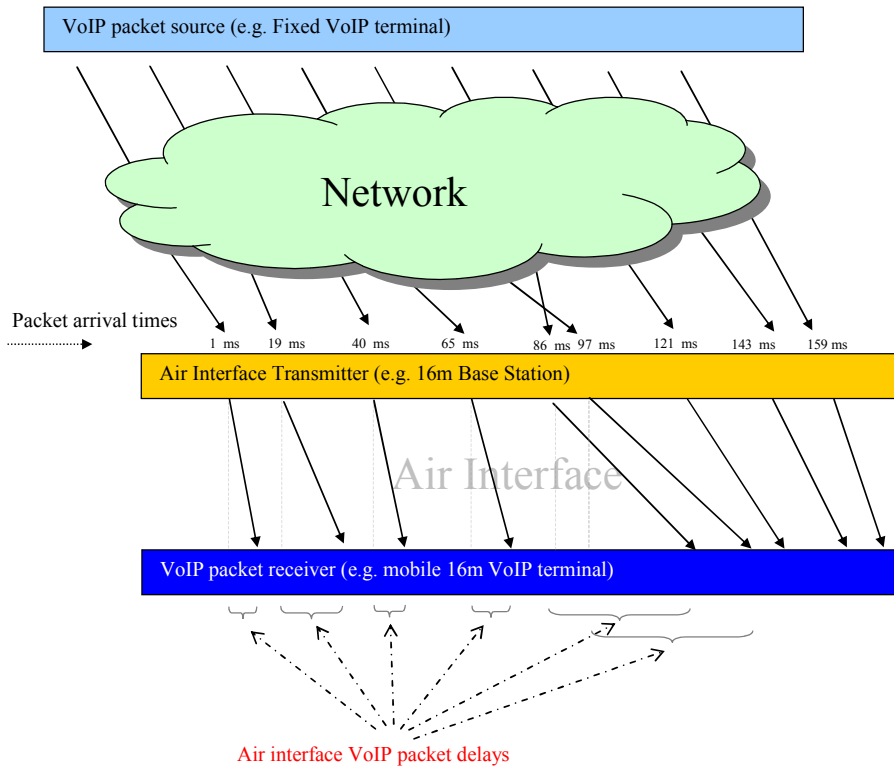 VoIP packet source (e.g. Fixed VoIP terminal)
Network
Packet arrival times
1 ms 19 ms 40 ms 65 ms 86 ms 97 ms 121 ms 143 ms 159 ms
Air Interface Transmitter (e.g. 16m Base Station)
Air Interface
VoIP packet receiver (e.g. mobile 16m VoIP terminal)
Air interface VoIP packet delays